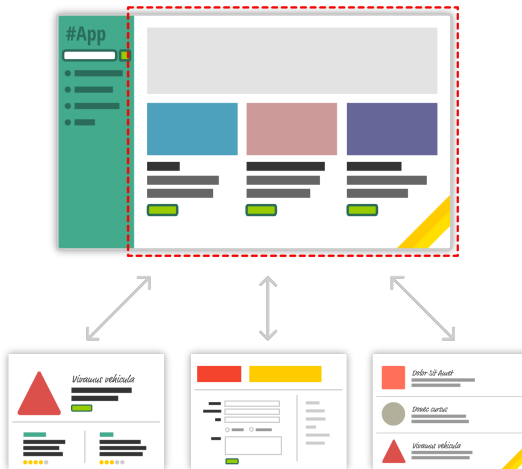 #App
Vivamus vehicula
Dolor Sit Amet
Donec cursus
Vivamus vehicula